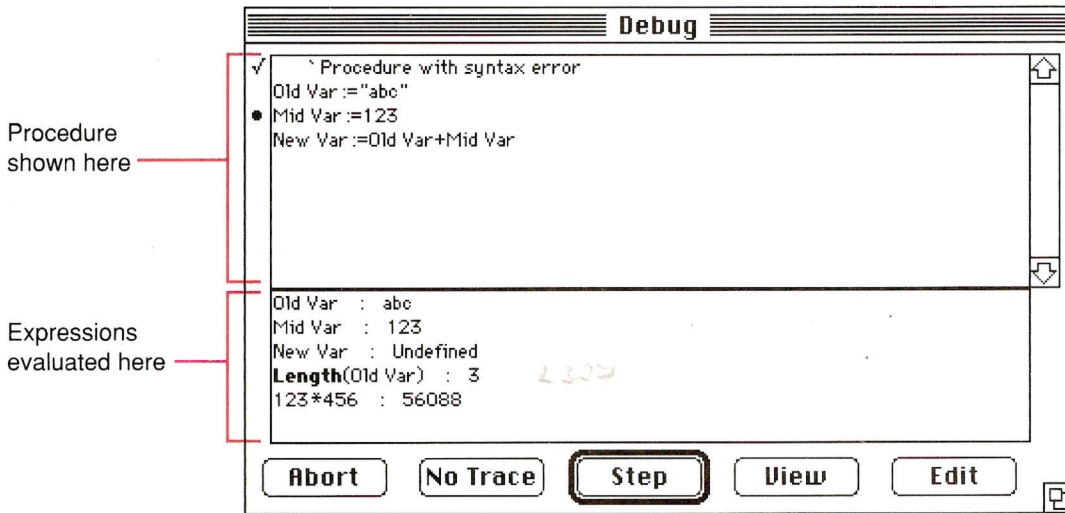 Debug
Procedure
shown here
√ `Procedure with syntax error
Old Var:="abc"
• Mid Var:=123
New Var:=Old Var+Mid Var
Expressions
evaluated here
Old Var : abc
Mid Var : 123
New Var : Undefined
Length(Old Var) : 3
123*456 : 56088
Abort
No Trace
Step
View
Edit